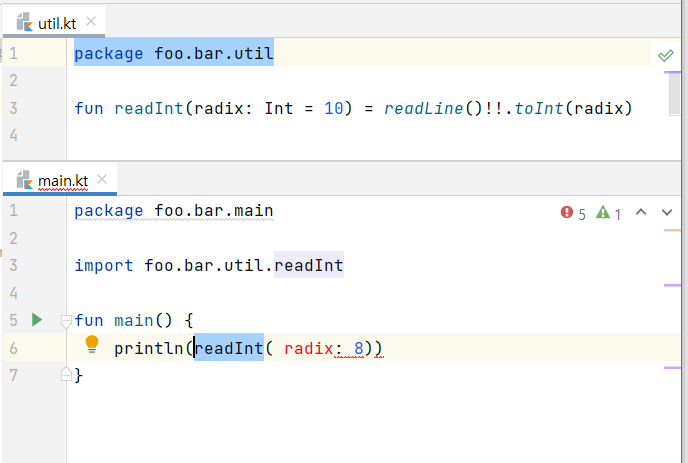 util.kt
1 package foo.bar.util
2
3 fun readInt(radix: Int = 10) = readLine()!!.toInt(radix)
4
main.kt
1 package foo.bar.main 5 1
2
3 import foo.bar.util.readInt
4
5 fun main() {
6 println(readInt( radix: 8))
7 }